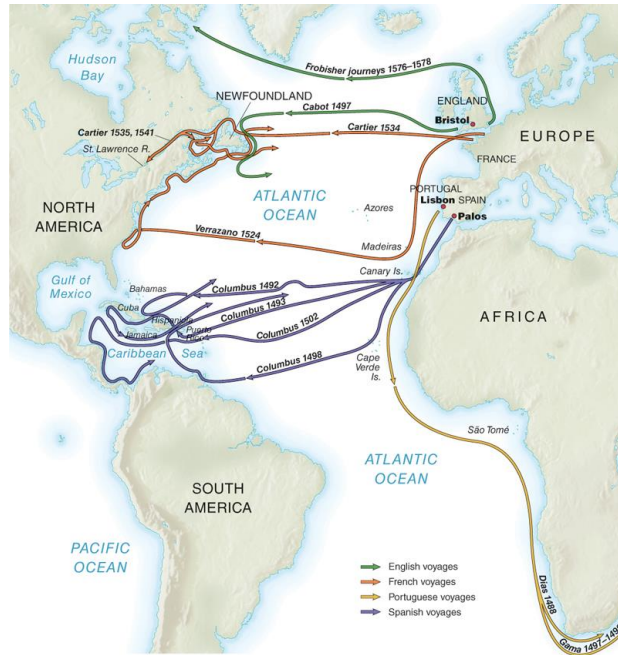 Hudson
Bay
Frobisher journeys 1576–1578
NEWFOUNDLAND
ENGLAND
Cabot 1497
Bristol
Cartier 1535, 1541
Cartier 1534
EUROPE
St. Lawrence R.
FRANCE
ATLANTIC
OCEAN
PORTUGAL
Lisbon
SPAIN
Palos
NORTH
AMERICA
Azores
Verrazano 1524
Madeiras
Gulf of
Mexico
Canary Is.
Bahamas
Columbus 1492
Cuba
Columbus 1493
Hispaniola
AFRICA
Jamaica
Puerto
Rico
Columbus 1502
Caribbean Sea
Columbus 1498
Cape
Verde
Is.
São Tomé
ATLANTIC
OCEAN
SOUTH
AMERICA
PACIFIC
OCEAN
English voyages
French voyages
Portuguese voyages
Spanish voyages
Dias 1488
Gama